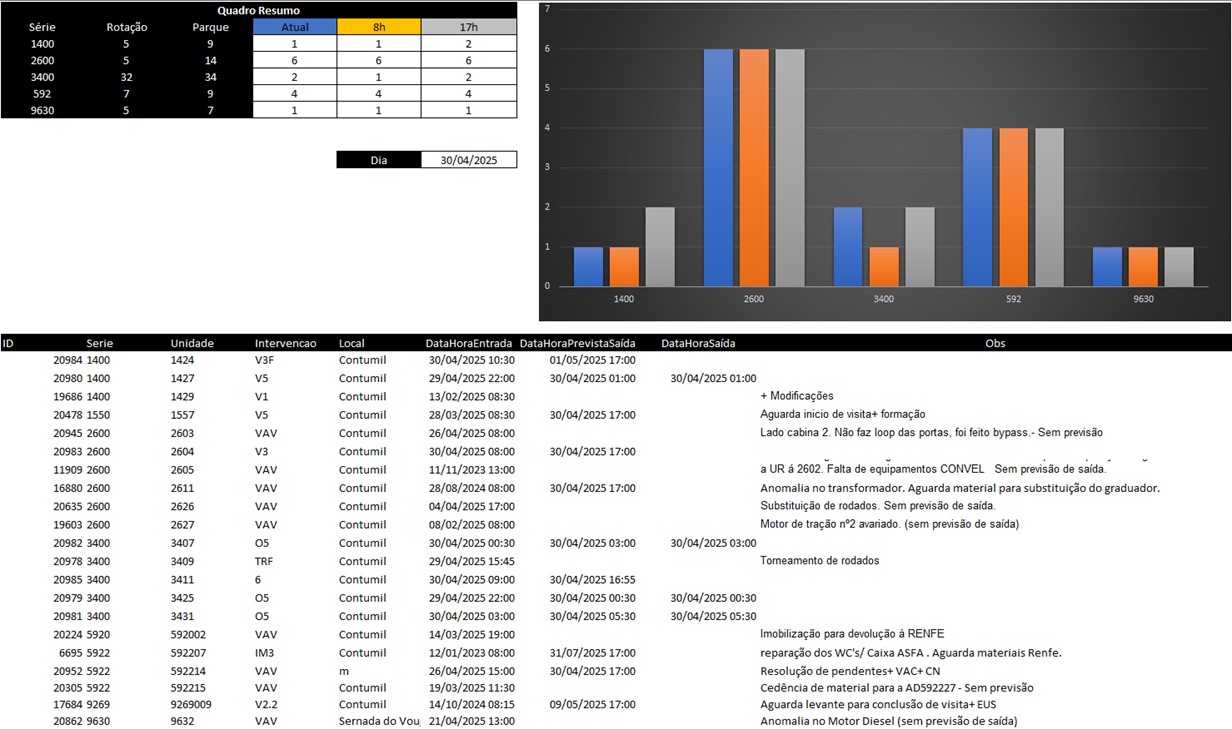 Quadro Resumo
Série Rotação Parque Atual 8h 17h
1400 5 9 1 1 2
2600 5 14 6 6 6
3400 32 34 2 1 2
592 7 9 4 4 4
9630 5 7 1 1 1
Dia 30/04/2025
7
6
5
4
3
2
1
0
1400 2600 3400 592 9630
ID Serie Unidade Intervencao Local DataHoraEntrada DataHoraPrevistaSaída DataHoraSaída Obs
20984 1400 1424 V3F Contumil 30/04/2025 10:30 01/05/2025 17:00
20980 1400 1427 V5 Contumil 29/04/2025 22:00 30/04/2025 01:00 30/04/2025 01:00
19686 1400 1429 V1 Contumil 13/02/2025 08:30 + Modificações
20478 1550 1557 V5 Contumil 28/03/2025 08:30 30/04/2025 17:00 Aguarda inicio de visita+ formação
20945 2600 2603 VAV Contumil 26/04/2025 08:00 Lado cabina 2. Não faz loop das portas, foi feito bypass.- Sem previsão
20983 2600 2604 V3 Contumil 30/04/2025 08:00 30/04/2025 17:00
11909 2600 2605 VAV Contumil 11/11/2023 13:00 a UR á 2602. Falta de equipamentos CONVEL Sem previsão de saída.
16880 2600 2611 VAV Contumil 28/08/2024 08:00 30/04/2025 17:00 Anomalia no transformador. Aguarda material para substituição do graduador.
20635 2600 2626 VAV Contumil 04/04/2025 17:00 Substituição de rodados. Sem previsão de saída.
19603 2600 2627 VAV Contumil 08/02/2025 08:00 Motor de tração nº2 avariado. (sem previsão de saída)
20982 3400 3407 O5 Contumil 30/04/2025 00:30 30/04/2025 03:00 30/04/2025 03:00
20978 3400 3409 TRF Contumil 29/04/2025 15:45 Torneamento de rodados
20985 3400 3411 6 Contumil 30/04/2025 09:00 30/04/2025 16:55
20979 3400 3425 O5 Contumil 29/04/2025 22:00 30/04/2025 00:30 30/04/2025 00:30
20981 3400 3431 O5 Contumil 30/04/2025 03:00 30/04/2025 05:30 30/04/2025 05:30
20224 5920 592002 VAV Contumil 14/03/2025 19:00 Imobilização para devolução à RENFE
6695 5922 592207 IM3 Contumil 12/01/2023 08:00 31/07/2025 17:00 reparação dos WC's/ Caixa ASFA . Aguarda materiais Renfe.
20952 5922 592214 VAV m 26/04/2025 15:00 30/04/2025 17:00 Resolução de pendentes+ VAC+ CN
20305 5922 592215 VAV Contumil 19/03/2025 11:30 Cedência de material para a AD592227 - Sem previsão
17684 9269 9269009 V2.2 Contumil 14/10/2024 08:15 09/05/2025 17:00 Aguarda levante para conclusão de visita+ EUS
20862 9630 9632 VAV Sernada do Vou 21/04/2025 13:00 Anomalia no Motor Diesel (sem previsão de saída)